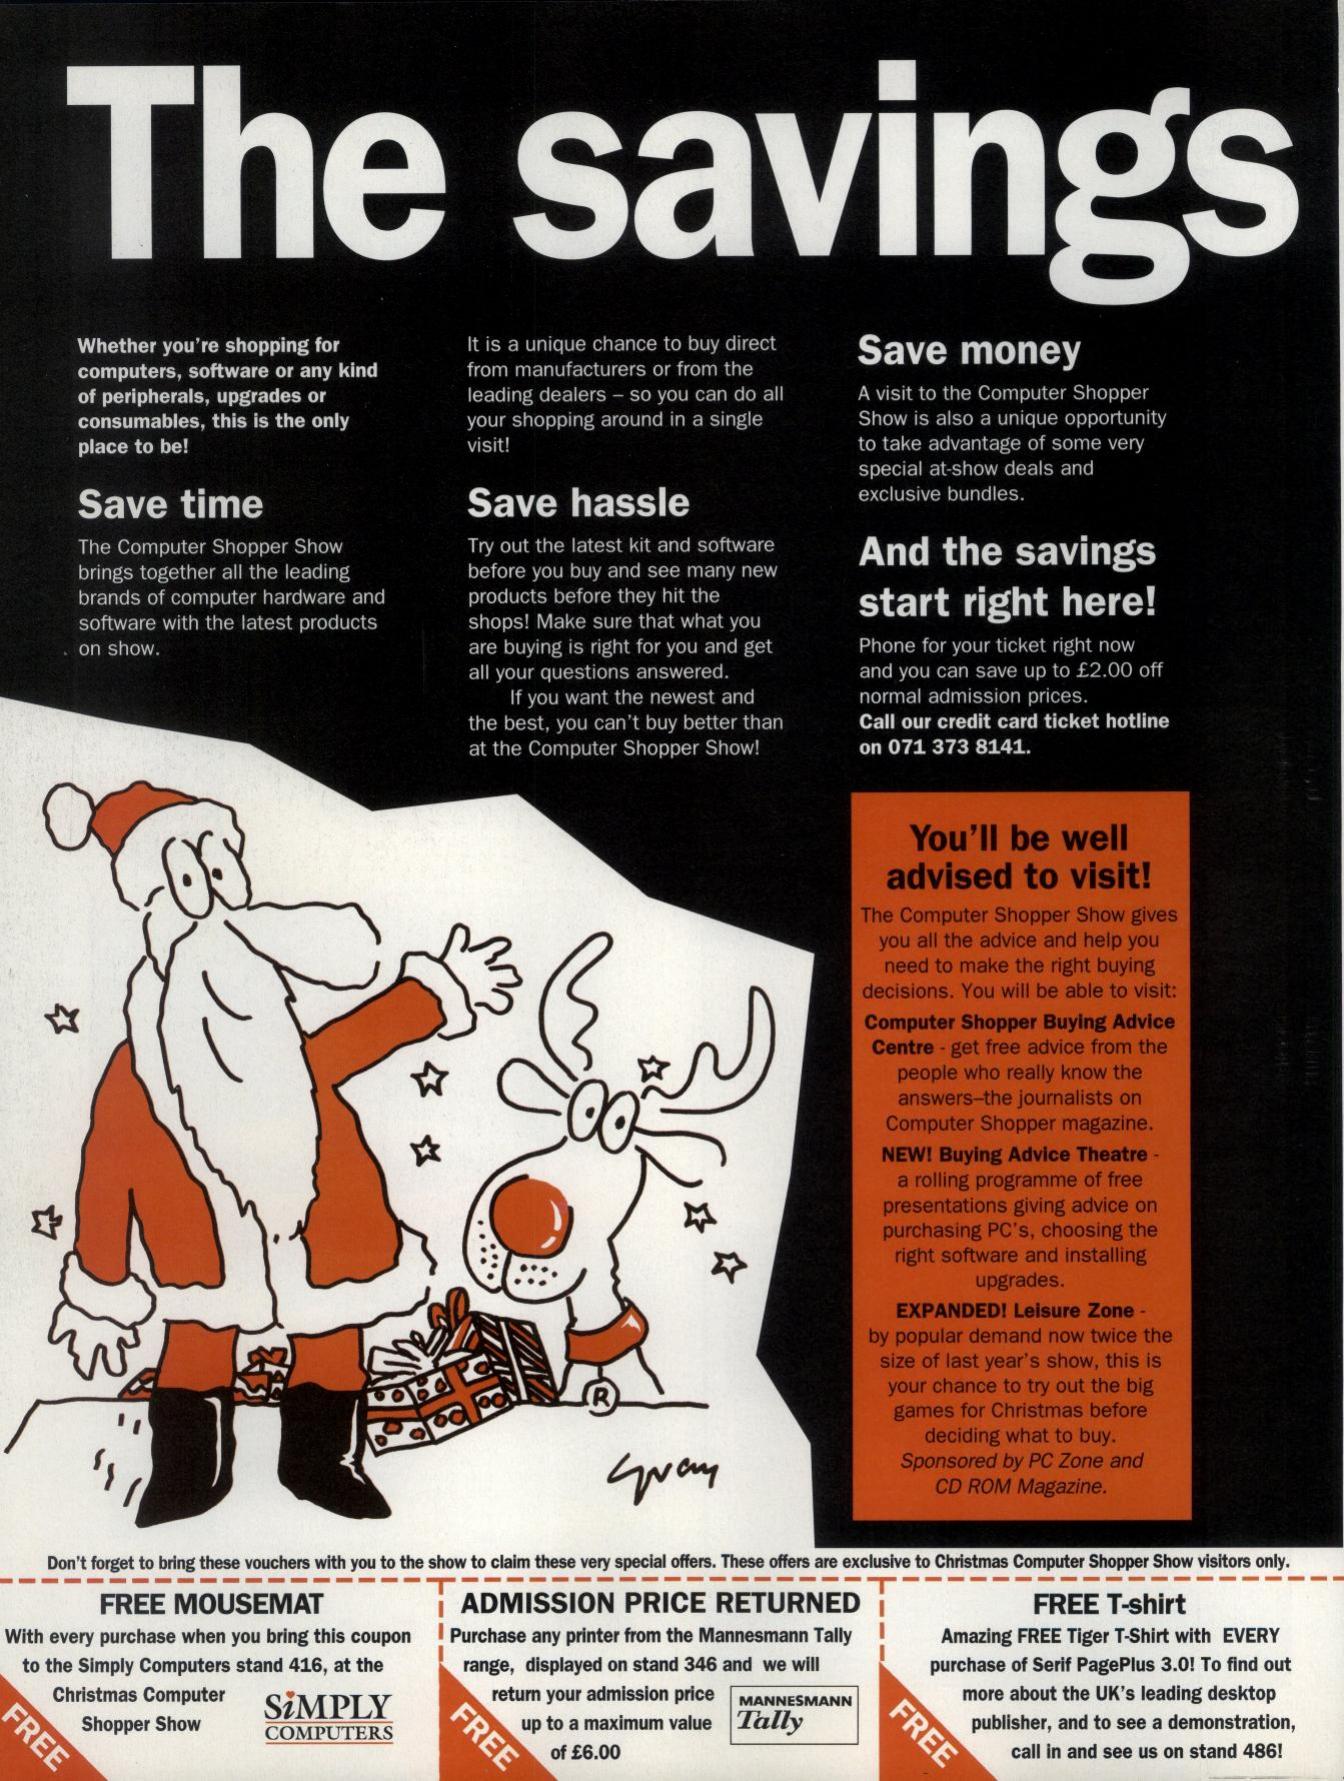 The savings
Whether you're shopping for
computers, software or any kind
of peripherals, upgrades or
consumables, this is the only
place to be!
Save time
The Computer Shopper Show
brings together all the leading
brands of computer hardware and
software with the latest products
on show.
It is a unique chance to buy direct
from manufacturers or from the
leading dealers – so you can do all
your shopping around in a single
visit!
Save hassle
Try out the latest kit and software
before you buy and see many new
products before they hit the
shops! Make sure that what you
are buying is right for you and get
all your questions answered.
If you want the newest and
the best, you can't buy better than
at the Computer Shopper Show!
Save money
A visit to the Computer Shopper
Show is also a unique opportunity
to take advantage of some very
special at-show deals and
exclusive bundles.
And the savings
start right here!
Phone for your ticket right now
and you can save up to £2.00 off
normal admission prices.
Call our credit card ticket hotline
on 071 373 8141.
You'll be well
advised to visit!
The Computer Shopper Show gives
you all the advice and help you
need to make the right buying
decisions. You will be able to visit:
Computer Shopper Buying Advice
Centre - get free advice from the
people who really know the
answers–the journalists on
Computer Shopper magazine.
NEW! Buying Advice Theatre -
a rolling programme of free
presentations giving advice on
purchasing PC's, choosing the
right software and installing
upgrades.
EXPANDED! Leisure Zone -
by popular demand now twice the
size of last year's show, this is
your chance to try out the big
games for Christmas before
deciding what to buy.
Sponsored by PC Zone and
CD ROM Magazine.
R
Gray
Don't forget to bring these vouchers with you to the show to claim these very special offers. These offers are exclusive to Christmas Computer Shopper Show visitors only.
FREE MOUSEMAT
With every purchase when you bring this coupon
to the Simply Computers stand 416, at the
Christmas Computer
Shopper Show
SiMPLY
COMPUTERS
FREE
ADMISSION PRICE RETURNED
Purchase any printer from the Mannesmann Tally
range, displayed on stand 346 and we will
return your admission price
up to a maximum value
of £6.00
MANNESMANN
Tally
FREE
FREE T-shirt
Amazing FREE Tiger T-Shirt with EVERY
purchase of Serif PagePlus 3.0! To find out
more about the UK's leading desktop
publisher, and to see a demonstration,
call in and see us on stand 486!
FREE